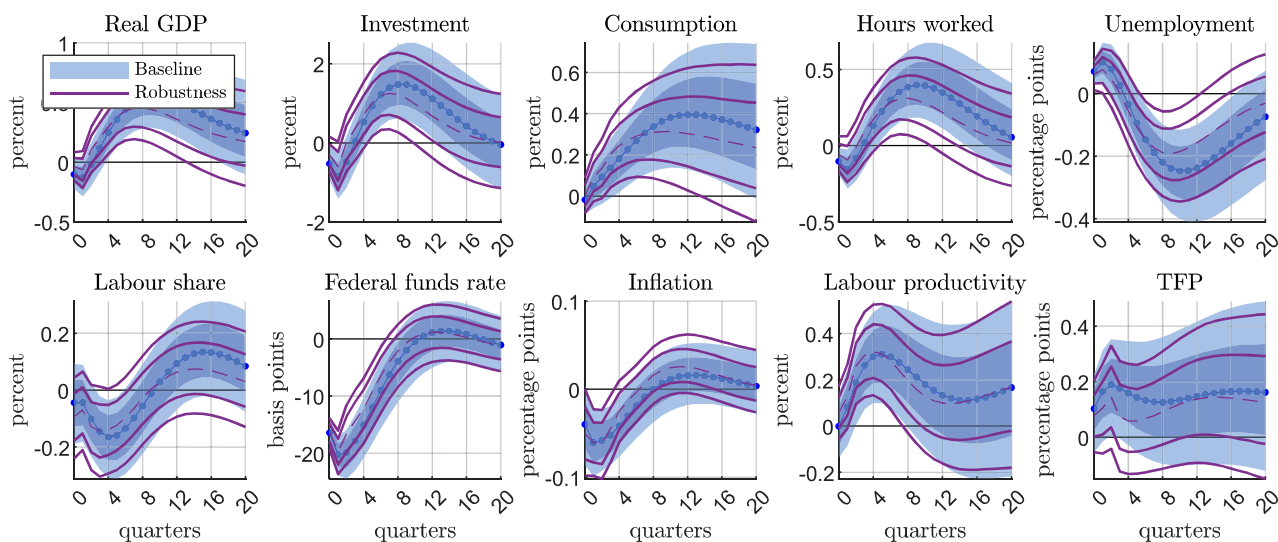 Real GDP
Investment
Consumption
Hours worked
Unemployment
1
0
-0.5
percent
Baseline
Robustness
0 4 8 12 16 20
2
0
-2
percent
0 4 8 12 16 20
0.6
0.4
0.2
0
percent
0 4 8 12 16 20
0.5
0
-0.5
percent
0 4 8 12 16 20
0
-0.2
-0.4
percentage points
0 4 8 12 16 20
Labour share
Federal funds rate
Inflation
Labour productivity
TFP
0.2
0
-0.2
percent
0 4 8 12 16 20
quarters
0
-10
-20
basis points
0 4 8 12 16 20
quarters
0.1
0
-0.1
percentage points
0 4 8 12 16 20
quarters
0.4
0.2
0
-0.2
percent
0 4 8 12 16 20
quarters
0.4
0.2
0
percentage points
0 4 8 12 16 20
quarters